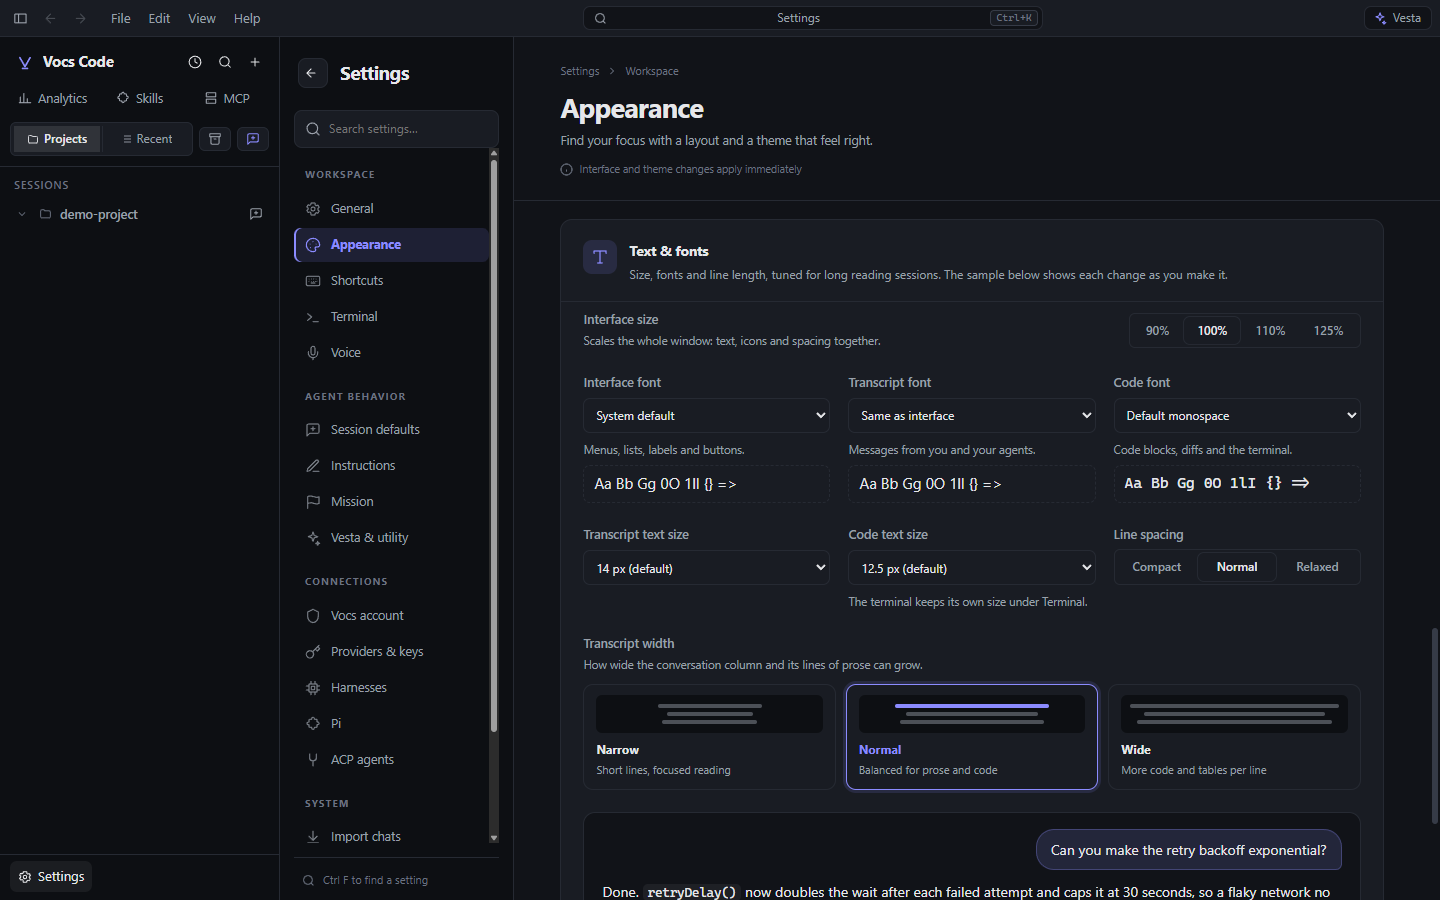 File Edit View Help
Settings
Ctrl+K
Vesta
Vocs Code
Analytics Skills MCP
Projects Recent
SESSIONS
demo-project
Settings
Settings
Search settings...
WORKSPACE
General
Appearance
Shortcuts
Terminal
Voice
AGENT BEHAVIOR
Session defaults
Instructions
Mission
Vesta & utility
CONNECTIONS
Vocs account
Providers & keys
Harnesses
Pi
ACP agents
SYSTEM
Import chats
Ctrl F to find a setting
Settings > Workspace
Appearance
Find your focus with a layout and a theme that feel right.
Interface and theme changes apply immediately
Text & fonts
Size, fonts and line length, tuned for long reading sessions. The sample below shows each change as you make it.
Interface size
Scales the whole window: text, icons and spacing together.
90% 100% 110% 125%
Interface font
System default
Menus, lists, labels and buttons.
Aa Bb Gg 0O 1lI {} =>
Transcript font
Same as interface
Messages from you and your agents.
Aa Bb Gg 0O 1lI {} =>
Code font
Default monospace
Code blocks, diffs and the terminal.
Aa Bb Gg 0O 1lI {} =>
Transcript text size
14 px (default)
Code text size
12.5 px (default)
The terminal keeps its own size under Terminal.
Line spacing
Compact Normal Relaxed
Transcript width
How wide the conversation column and its lines of prose can grow.
Narrow
Short lines, focused reading
Normal
Balanced for prose and code
Wide
More code and tables per line
Can you make the retry backoff exponential?
Done. retryDelay() now doubles the wait after each failed attempt and caps it at 30 seconds, so a flaky network no